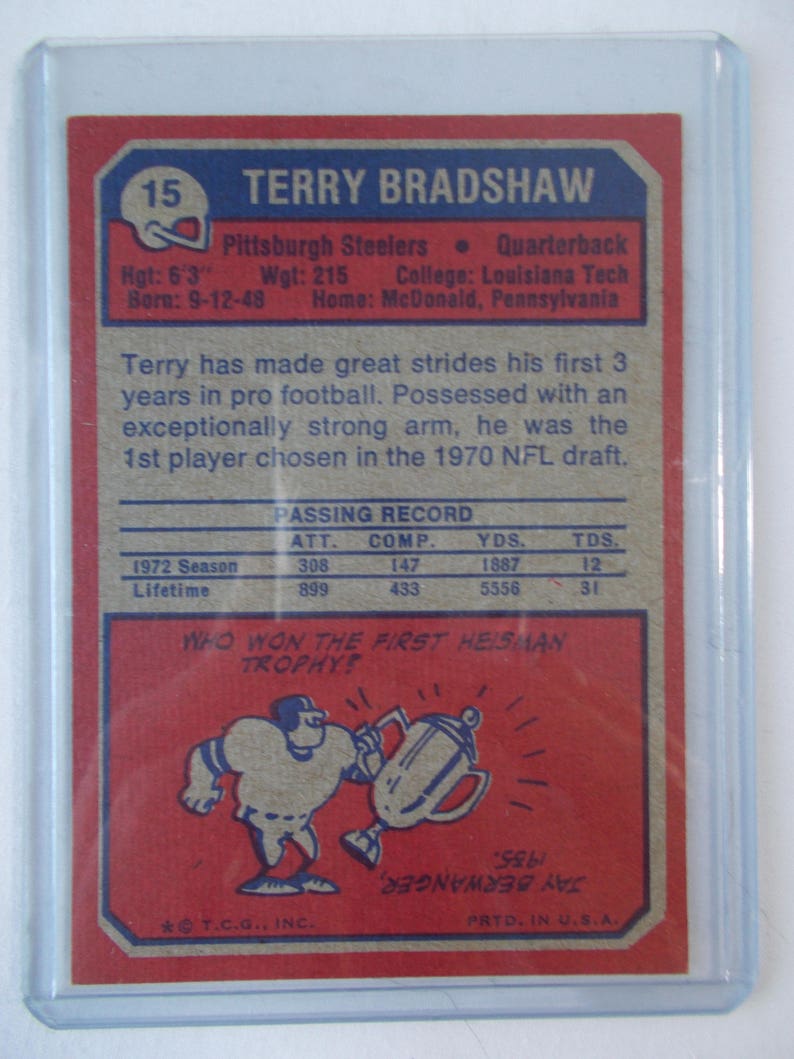 15
TERRY BRADSHAW
Pittsburgh Steelers • Quarterback
Hgt: 6'3" Wgt: 215 College: Louisiana Tech
Born: 9-12-48 Home: McDonald, Pennsylvania
Terry has made great strides his first 3
years in pro football. Possessed with an
exceptionally strong arm, he was the
1st player chosen in the 1970 NFL draft.
PASSING RECORD
ATT. COMP. YDS. TDS.
1972 Season 308 147 1887 12
Lifetime 899 433 5556 31
WHO WON THE FIRST HEISMAN
TROPHY?
JAY BERWANGER,
1935.
*© T.C.G., INC. PRTD. IN U.S.A.